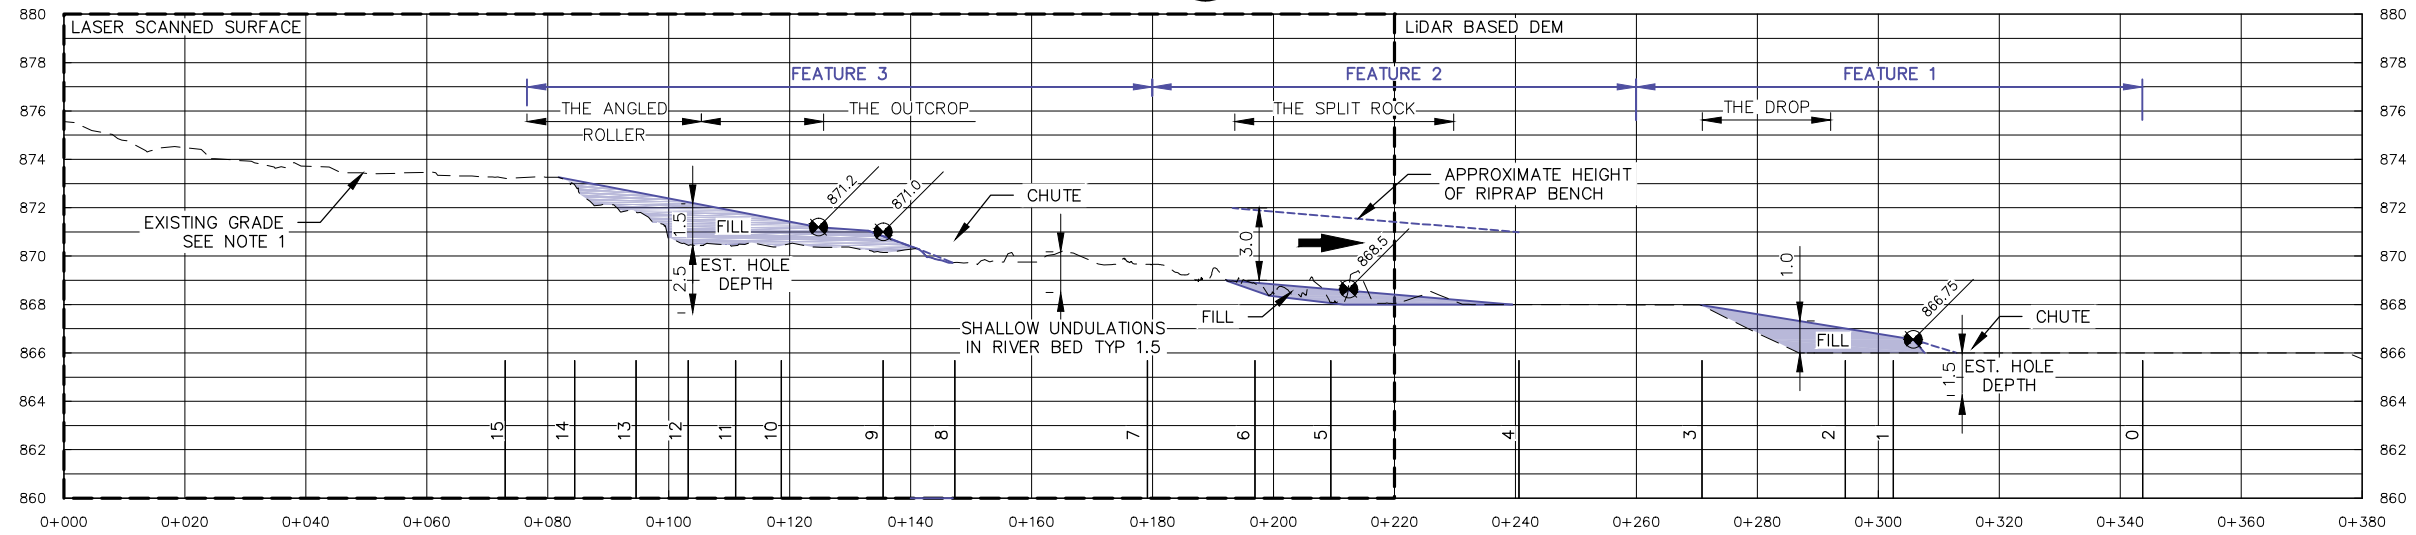 880
880
LASER SCANNED SURFACE
LiDAR BASED DEM
878
878
FEATURE 3
FEATURE 2
FEATURE 1
876
876
THE ANGLED
ROLLER
THE OUTCROP
THE SPLIT ROCK
THE DROP
874
874
871.2
871.0
CHUTE
APPROXIMATE HEIGHT
OF RIPRAP BENCH
872
872
EXISTING GRADE
SEE NOTE 1
1.5
FILL
3.0
868.5
870
870
2.5
EST. HOLE
DEPTH
1.0
866.75
868
868
SHALLOW UNDULATIONS
IN RIVER BED TYP 1.5
FILL
FILL
CHUTE
866
866
1.5
EST. HOLE
DEPTH
864
864
15
14
13
12
11
10
9
8
7
6
5
4
3
2
1
0
862
862
860
860
0+000
0+020
0+040
0+060
0+080
0+100
0+120
0+140
0+160
0+180
0+200
0+220
0+240
0+260
0+280
0+300
0+320
0+340
0+360
0+380